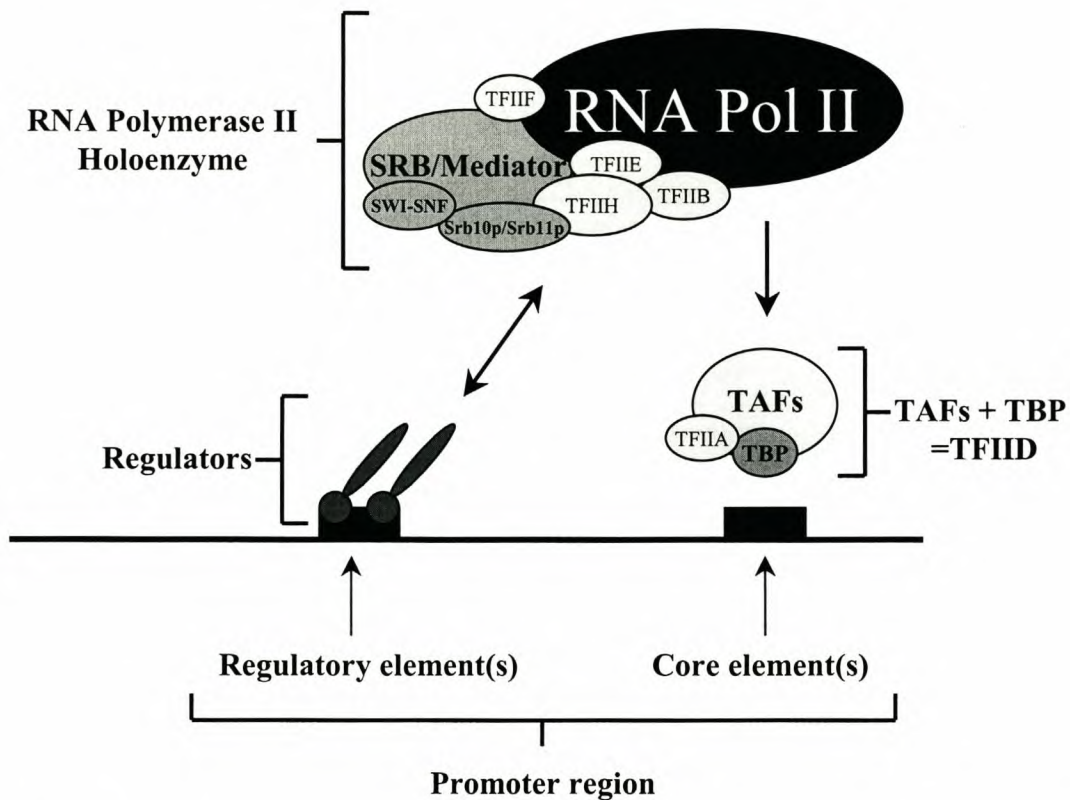 RNA Polymerase II
Holoenzyme
TFIIF
RNA Pol II
SRB/Mediator
TFIIE
SWI-SNF
TFIIH
TFIIB
Srb10p/Srb11p
Regulators
TAFs
TFIIA
TBP
TAFs + TBP
=TFIID
Regulatory element(s)
Core element(s)
Promoter region